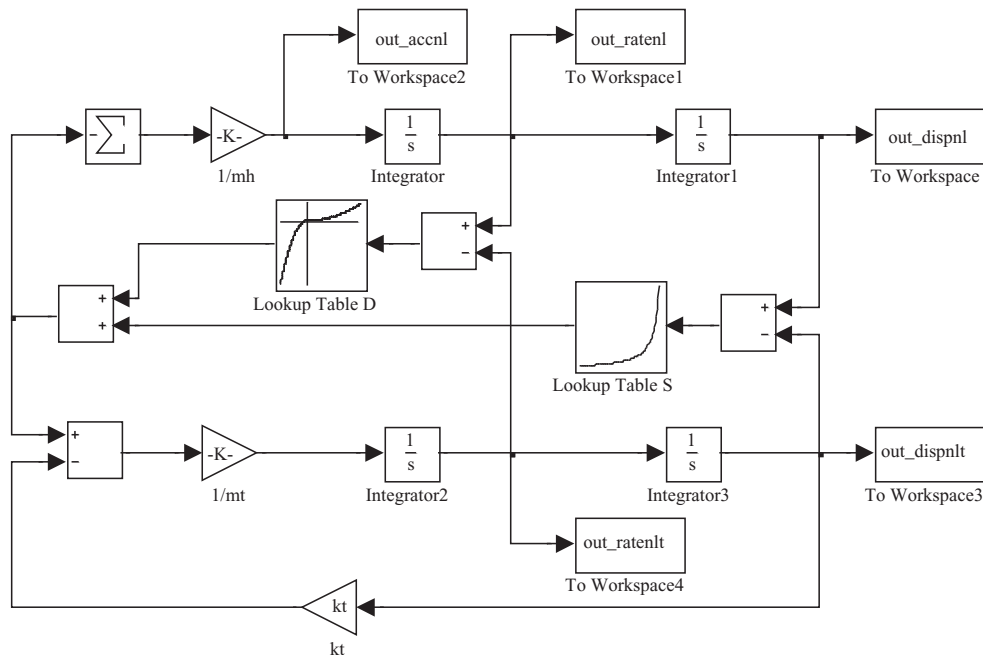 out_accnl
To Workspace2
out_ratenl
To Workspace1
-
Σ
-K-
1/mh
1
s
Integrator
1
s
Integrator1
out_dispnl
To Workspace
Lookup Table D
+
-
+
+
Lookup Table S
+
-
+
-
-K-
1/mt
1
s
Integrator2
1
s
Integrator3
out_dispnlt
To Workspace3
out_ratenlt
To Workspace4
kt
kt